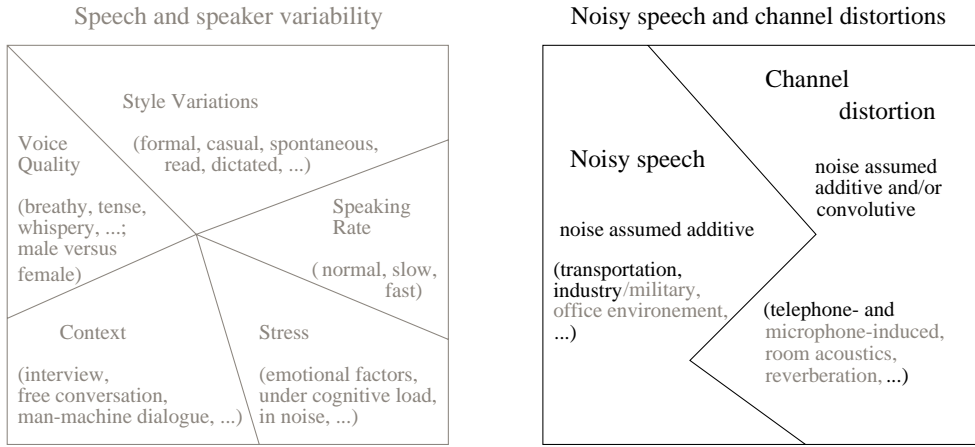 Speech and speaker variability
Style Variations
(formal, casual, spontaneous,
read, dictated, ...)
Voice
Quality
(breathy, tense,
whispery, ...;
male versus
female)
Speaking
Rate
( normal, slow,
fast)
Context
(interview,
free conversation,
man-machine dialogue, ...)
Stress
(emotional factors,
under cognitive load,
in noise, ...)
Noisy speech and channel distortions
Noisy speech
noise assumed additive
(transportation,
industry/military,
office environement,
...)
Channel
distortion
noise assumed
additive and/or
convolutive
(telephone- and
microphone-induced,
room acoustics,
reverberation, ...)